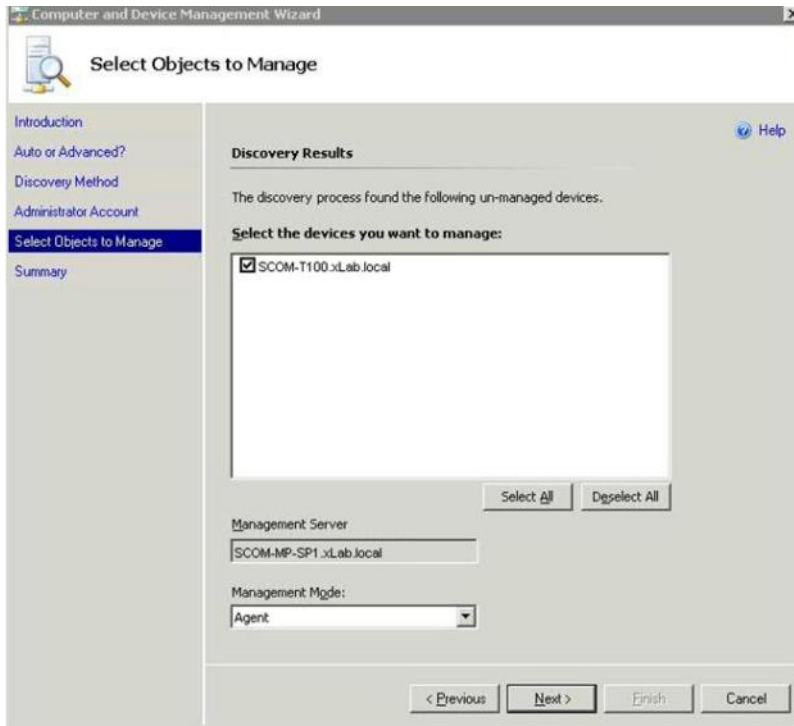 Computer and Device Management Wizard
Select Objects to Manage
Introduction
Auto or Advanced?
Discovery Method
Administrator Account
Select Objects to Manage
Summary
Help
Discovery Results
The discovery process found the following un-managed devices.
Select the devices you want to manage:
SCOM-T100.xLab.local
Select All
Deselect All
Management Server
SCOM-MP-SP1.xLab.local
Management Mode:
Agent
< Previous
Next >
Finish
Cancel